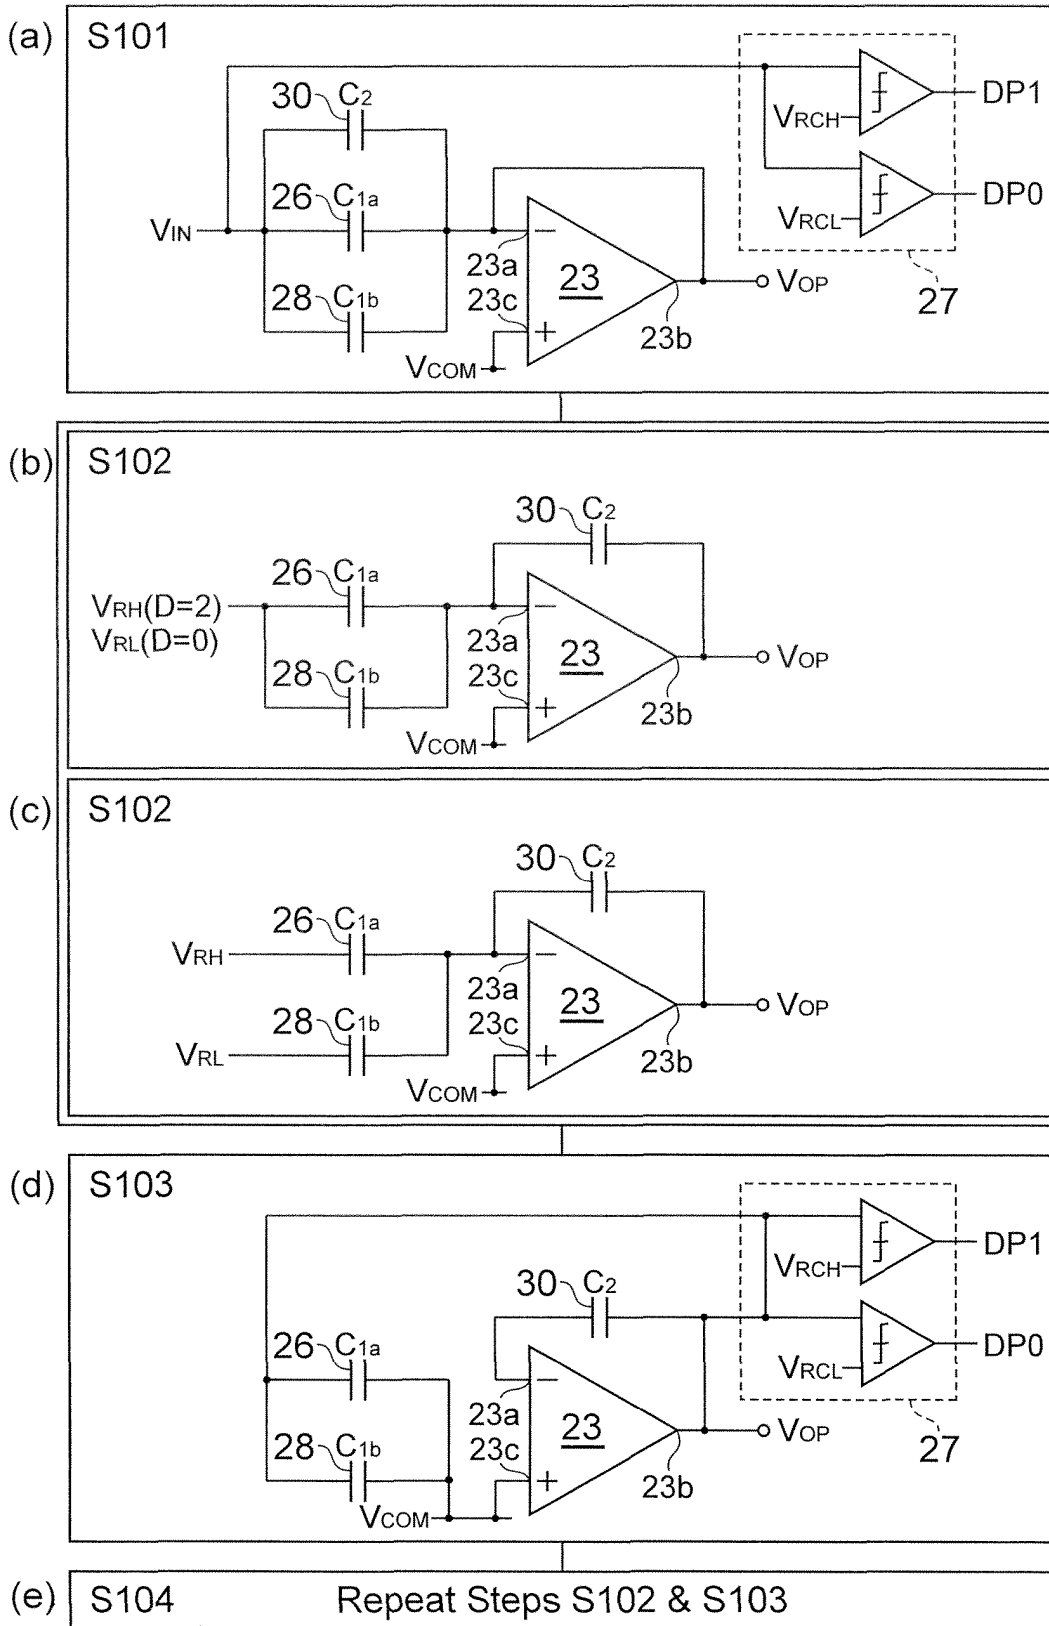 (a) S101
30 C2
26 C1a
28 C1b
VIN
23a
23c
23
23b
VCOM
VOP
VRCH
VRCL
DP1
DP0
27
(b) S102
30 C2
26 C1a
VRH(D=2)
VRL(D=0)
28 C1b
23a
23c
23
23b
VCOM
VOP
(c) S102
30 C2
26 C1a
VRH
28 C1b
VRL
23a
23c
23
23b
VCOM
VOP
(d) S103
30 C2
26 C1a
28 C1b
23a
23c
23
23b
VCOM
VOP
VRCH
VRCL
DP1
DP0
27
(e) S104 Repeat Steps S102 & S103